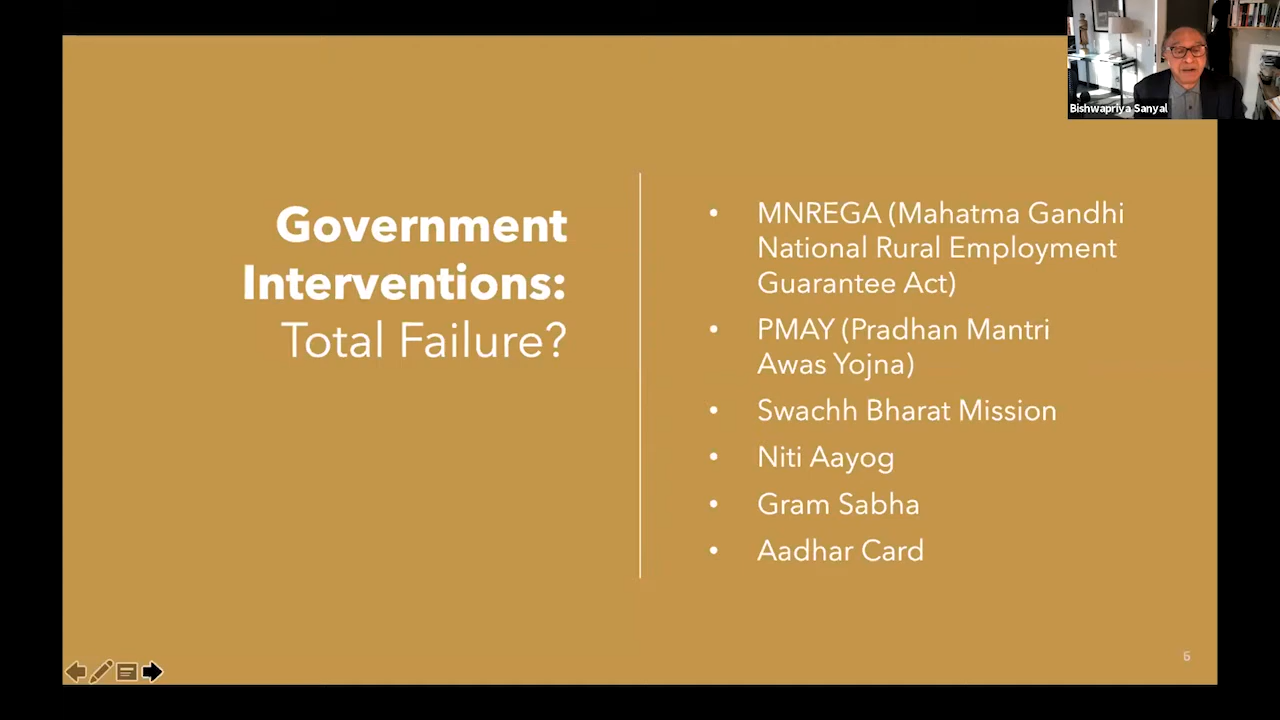 Bishwapriya Sanyal
Government
Interventions:
Total Failure?
• MNREGA (Mahatma Gandhi
National Rural Employment
Guarantee Act)
• PMAY (Pradhan Mantri
Awas Yojna)
• Swachh Bharat Mission
• Niti Aayog
• Gram Sabha
• Aadhar Card